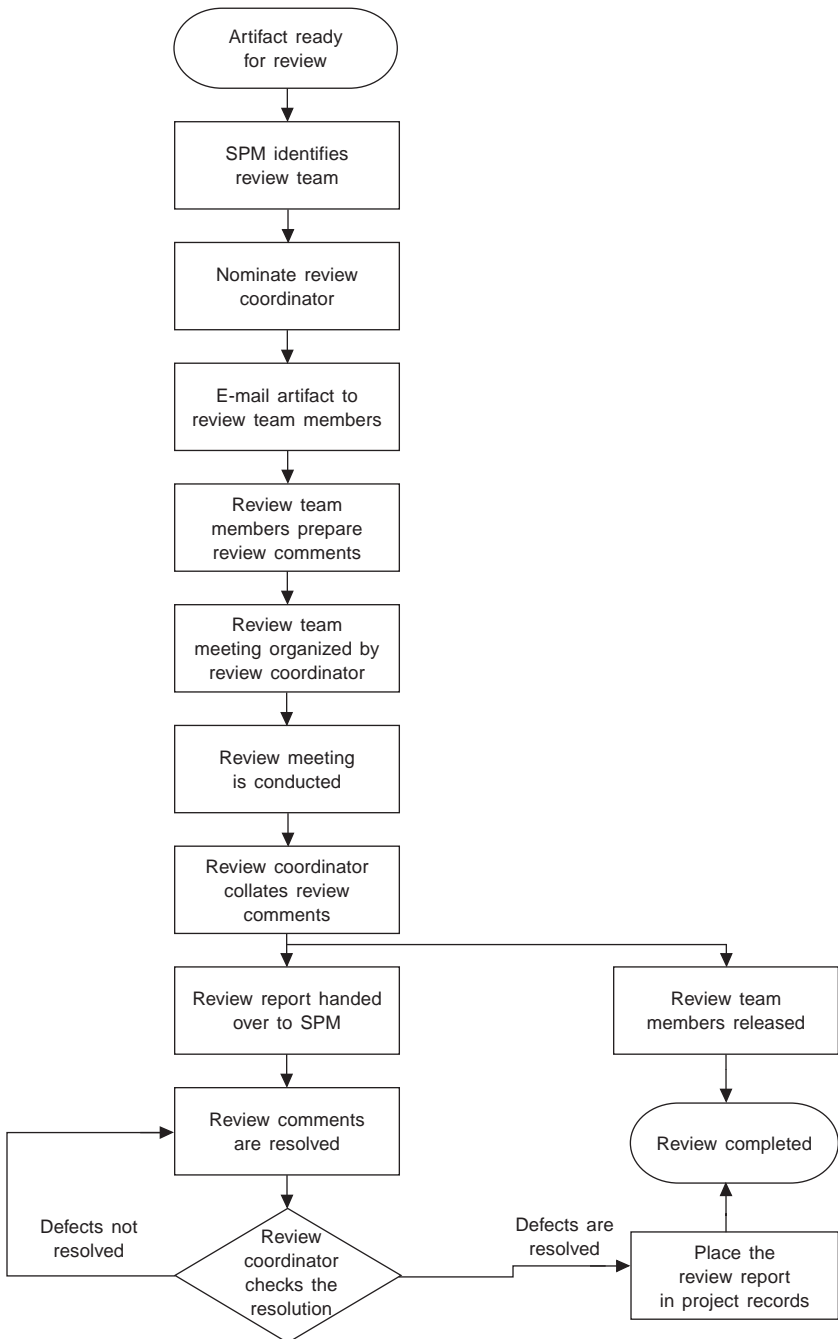 Artifact ready
for review
SPM identifies
review team
Nominate review
coordinator
E-mail artifact to
review team members
Review team
members prepare
review comments
Review team
meeting organized by
review coordinator
Review meeting
is conducted
Review coordinator
collates review
comments
Review report handed
over to SPM
Review team
members released
Review comments
are resolved
Review completed
Defects not
resolved
Review
coordinator
checks the
resolution
Defects are
resolved
Place the
review report
in project records